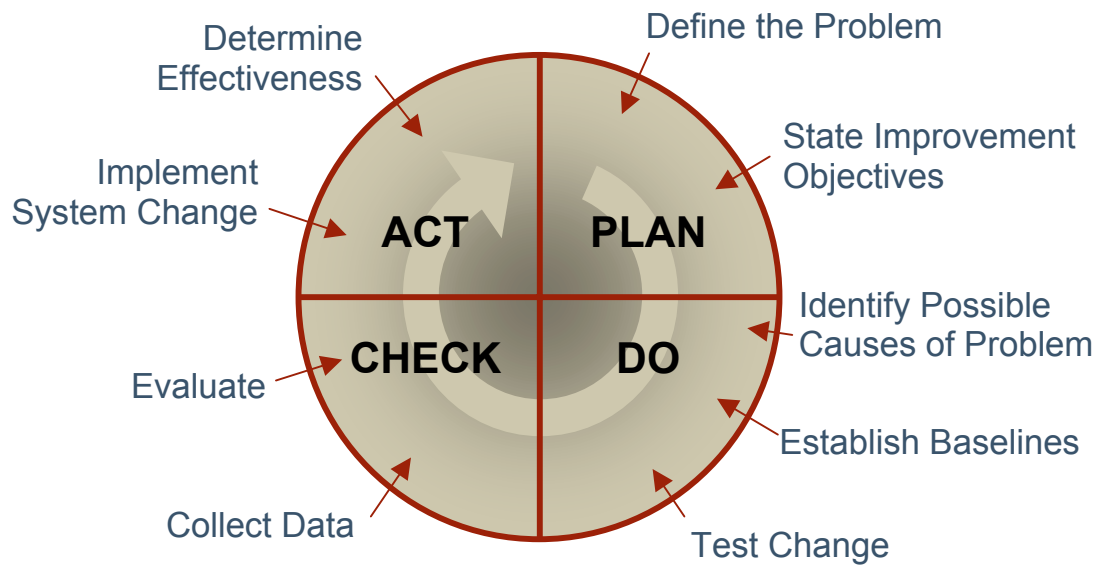 Define the Problem
State Improvement
Objectives
Identify Possible
Causes of Problem
Establish Baselines
Test Change
Collect Data
Evaluate
Implement
System Change
Determine
Effectiveness
ACT
PLAN
CHECK
DO